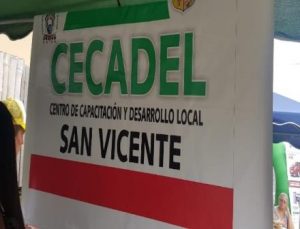 CECADEL
CENTRO DE CAPACITACIÓN Y DESARROLLO LOCAL
SAN VICENTE